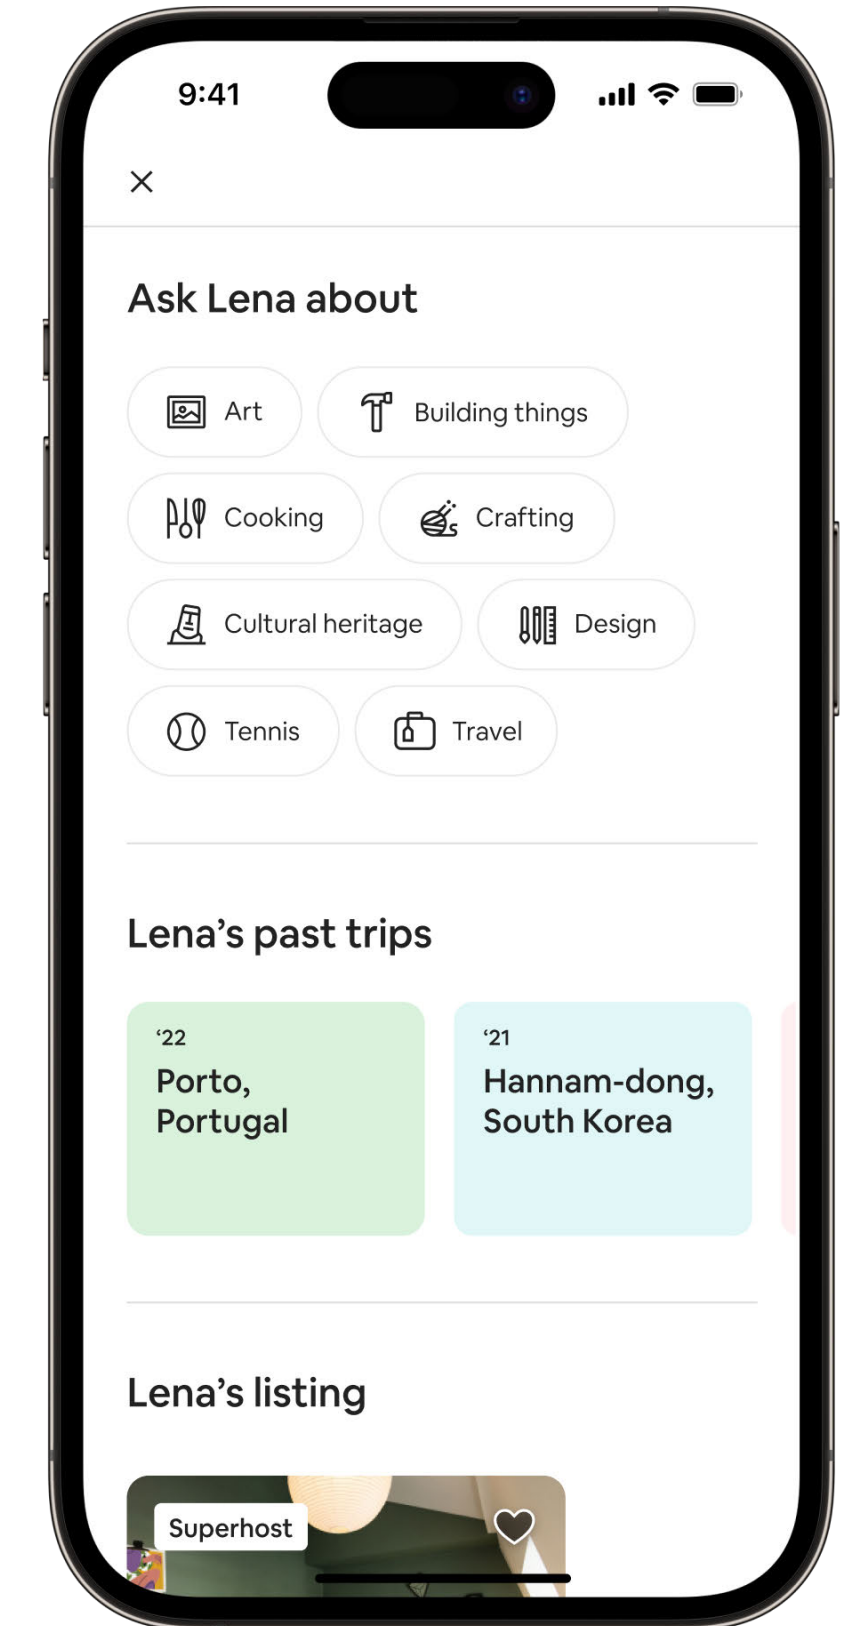 9:41
Ask Lena about
Art
Building things
Cooking
Crafting
Cultural heritage
Design
Tennis
Travel
Lena’s past trips
‘22
Porto,
Portugal
‘21
Hannam-dong,
South Korea
Lena’s listing
Superhost